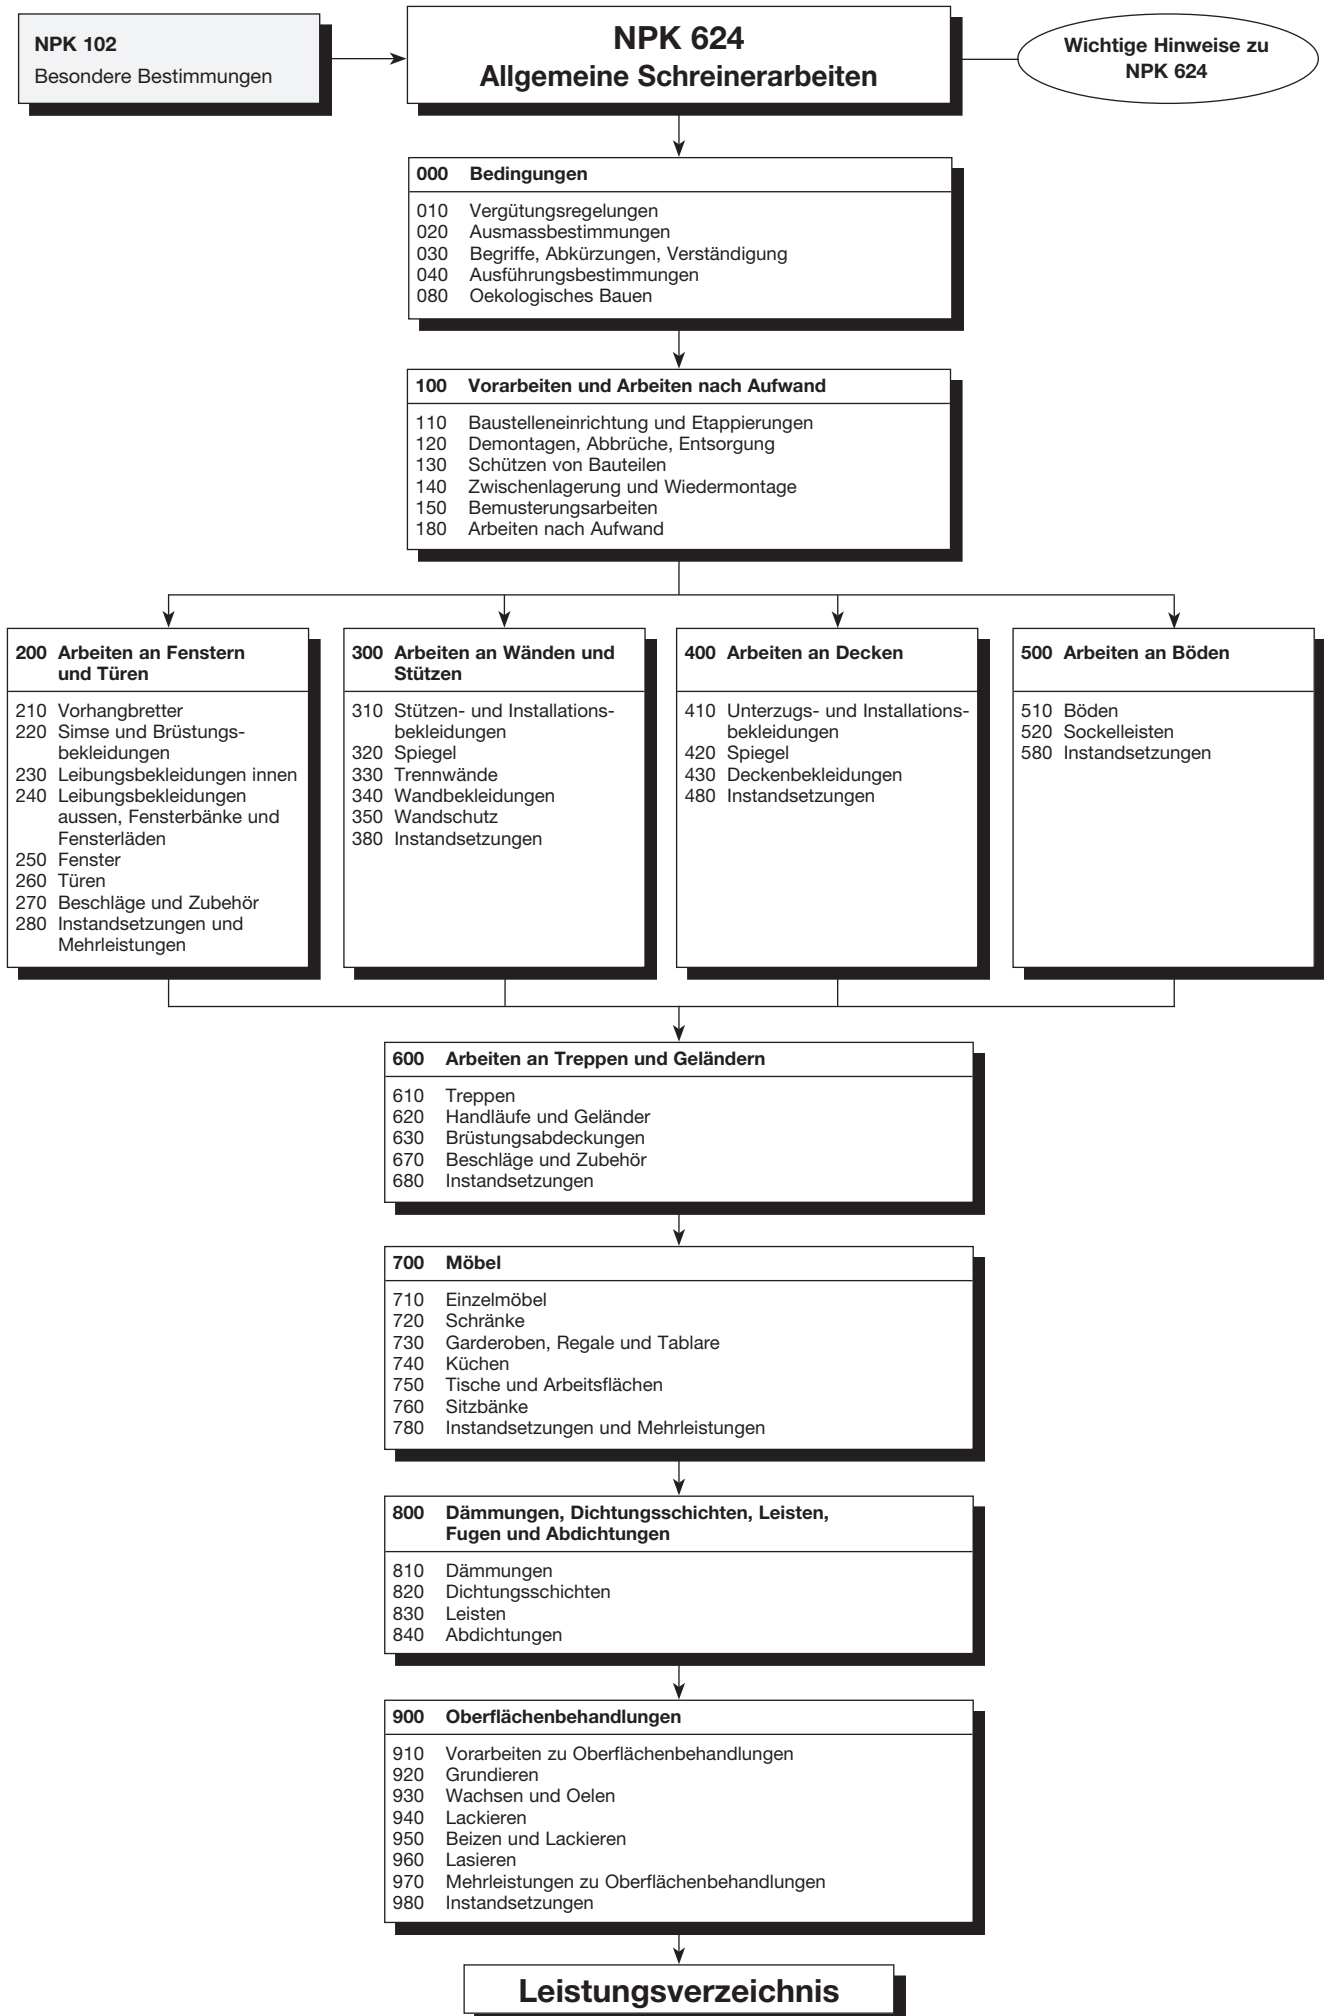 NPK 102
Besondere Bestimmungen
NPK 624
Allgemeine Schreinerarbeiten
Wichtige Hinweise zu
NPK 624
000 Bedingungen
010 Vergütungsregelungen
020 Ausmassbestimmungen
030 Begriffe, Abkürzungen, Verständigung
040 Ausführungsbestimmungen
080 Oekologisches Bauen
100 Vorarbeiten und Arbeiten nach Aufwand
110 Baustelleneinrichtung und Etappierungen
120 Demontagen, Abbrüche, Entsorgung
130 Schützen von Bauteilen
140 Zwischenlagerung und Wiedermontage
150 Bemusterungsarbeiten
180 Arbeiten nach Aufwand
200 Arbeiten an Fenstern
und Türen
210 Vorhangbretter
220 Simse und Brüstungs-
bekleidungen
230 Leibungsbekleidungen innen
240 Leibungsbekleidungen
aussen, Fensterbänke und
Fensterläden
250 Fenster
260 Türen
270 Beschläge und Zubehör
280 Instandsetzungen und
Mehrleistungen
300 Arbeiten an Wänden und
Stützen
310 Stützen- und Installations-
bekleidungen
320 Spiegel
330 Trennwände
340 Wandbekleidungen
350 Wandschutz
380 Instandsetzungen
400 Arbeiten an Decken
410 Unterzugs- und Installations-
bekleidungen
420 Spiegel
430 Deckenbekleidungen
480 Instandsetzungen
500 Arbeiten an Böden
510 Böden
520 Sockelleisten
580 Instandsetzungen
600 Arbeiten an Treppen und Geländern
610 Treppen
620 Handläufe und Geländer
630 Brüstungsabdeckungen
670 Beschläge und Zubehör
680 Instandsetzungen
700 Möbel
710 Einzelmöbel
720 Schränke
730 Garderoben, Regale und Tablare
740 Küchen
750 Tische und Arbeitsflächen
760 Sitzbänke
780 Instandsetzungen und Mehrleistungen
800 Dämmungen, Dichtungsschichten, Leisten,
Fugen und Abdichtungen
810 Dämmungen
820 Dichtungsschichten
830 Leisten
840 Abdichtungen
900 Oberflächenbehandlungen
910 Vorarbeiten zu Oberflächenbehandlungen
920 Grundieren
930 Wachsen und Oelen
940 Lackieren
950 Beizen und Lackieren
960 Lasieren
970 Mehrleistungen zu Oberflächenbehandlungen
980 Instandsetzungen
Leistungsverzeichnis